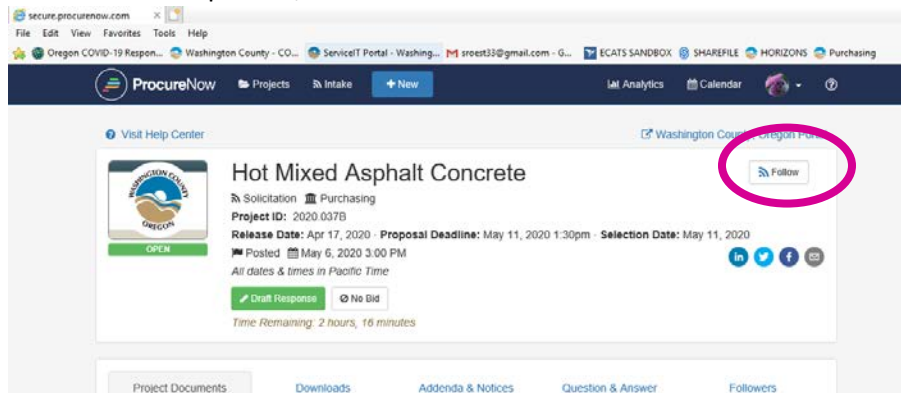 secure.procurenow.com
File Edit View Favorites Tools Help
Oregon COVID-19 Respon... Washington County - CO... ServiceIT Portal - Washing... sroest33@gmail.com - G... ECATS SANDBOX SHAREFILE HORIZONS Purchasing
ProcureNow Projects Intake + New Analytics Calendar
Visit Help Center Washington County, Oregon
WASHINGTON COUNTY
OREGON
OPEN
Hot Mixed Asphalt Concrete
Follow
Solicitation Purchasing
Project ID: 2020.037B
Release Date: Apr 17, 2020 · Proposal Deadline: May 11, 2020 1:30pm · Selection Date: May 11, 2020
Posted May 6, 2020 3:00 PM
All dates & times in Pacific Time
Draft Response No Bid
Time Remaining: 2 hours, 16 minutes
Project Documents Downloads Addenda & Notices Question & Answer Followers